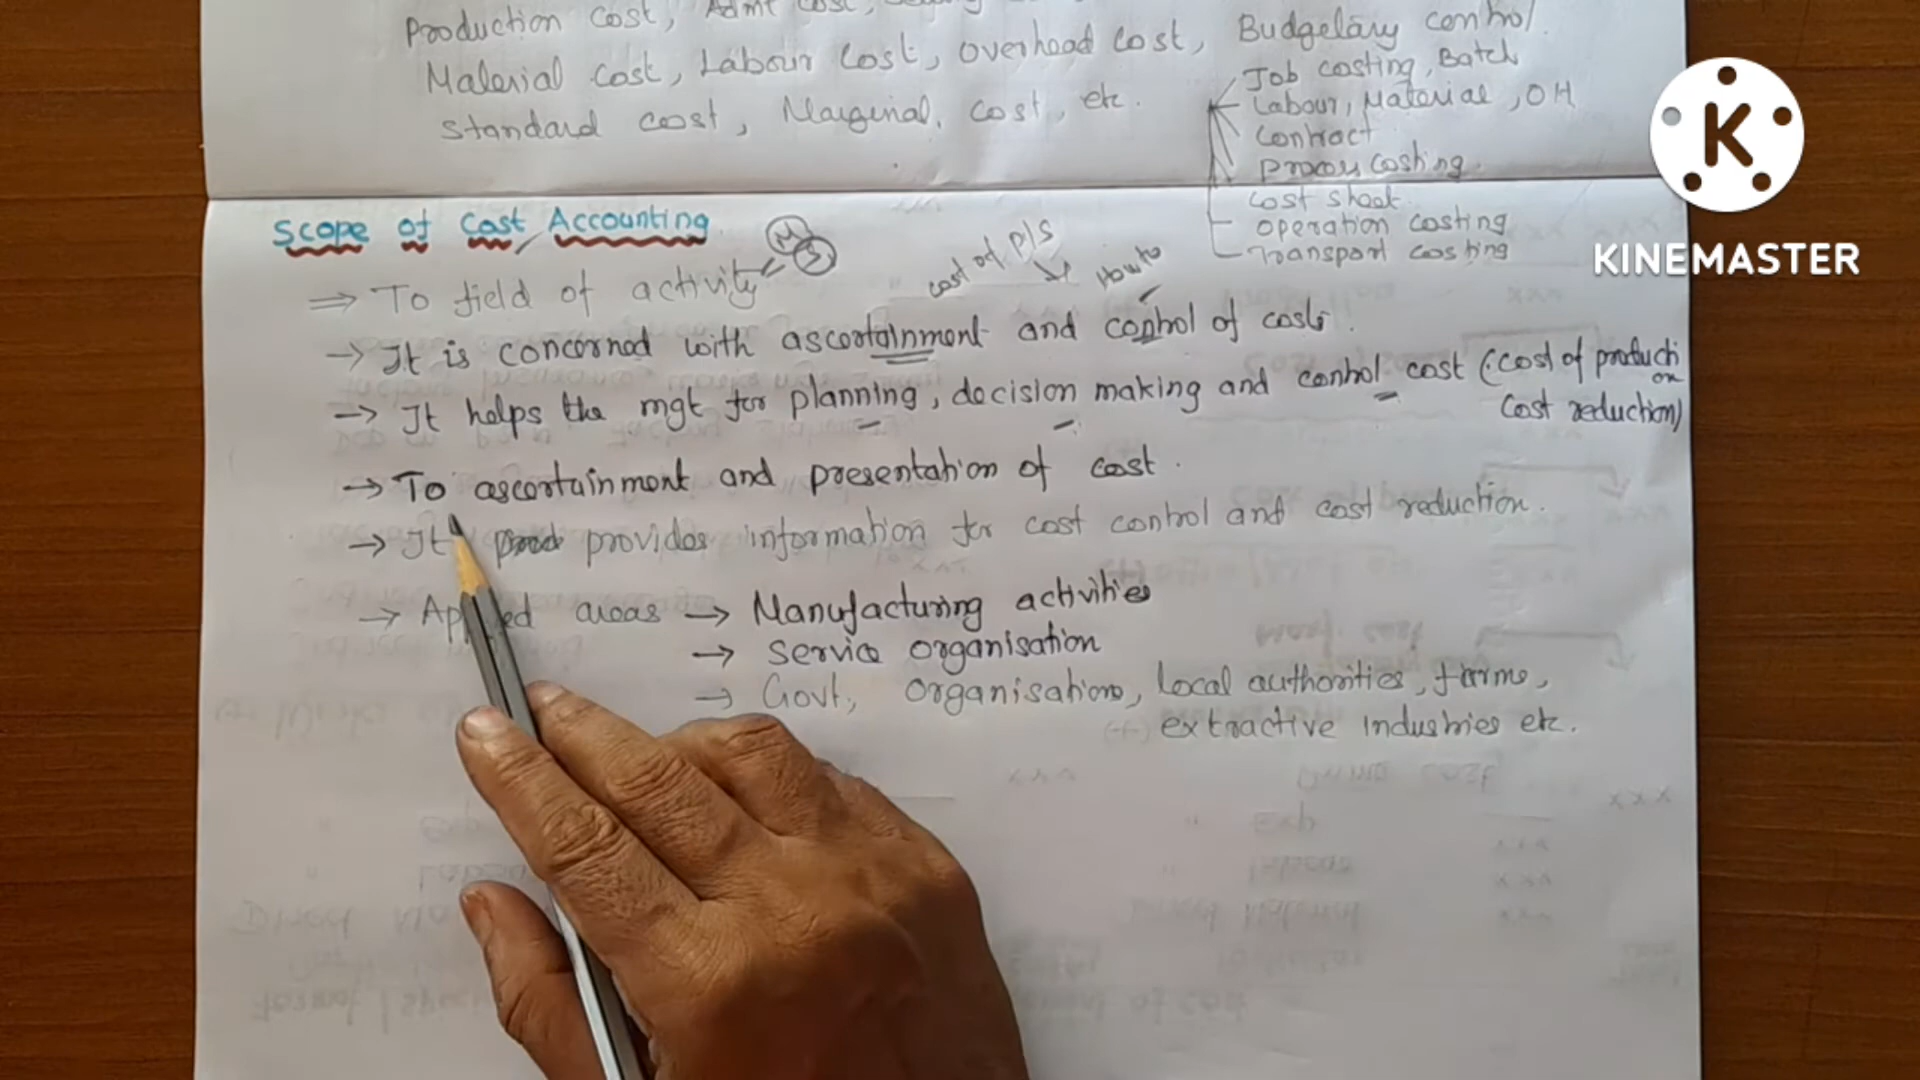 Production cost, Admt cost,
Material cost, Labour cost, overhead cost, Budgetary control.
Standard cost, Marginal. cost, etc.
Job costing, Batch
Labour, Material, OH
Contract
Process costing.
Cost sheet
operation costing
Transport costing
K
KINEMASTER
Scope of Cost Accounting
M
S
cost of P/S
How to
⇒ To field of activity
→ It is concerned with ascertainment and control of costs.
→ It helps the mgt for planning, decision making and control cost (cost of production
cost reduction)
→ To ascertainment and presentation of cost.
→ It provides information for cost control and cost reduction.
→ Applied areas → Manufacturing activities
→ Service organisation
→ Govt, organisations, local authorities, farms,
extractive industries etc.